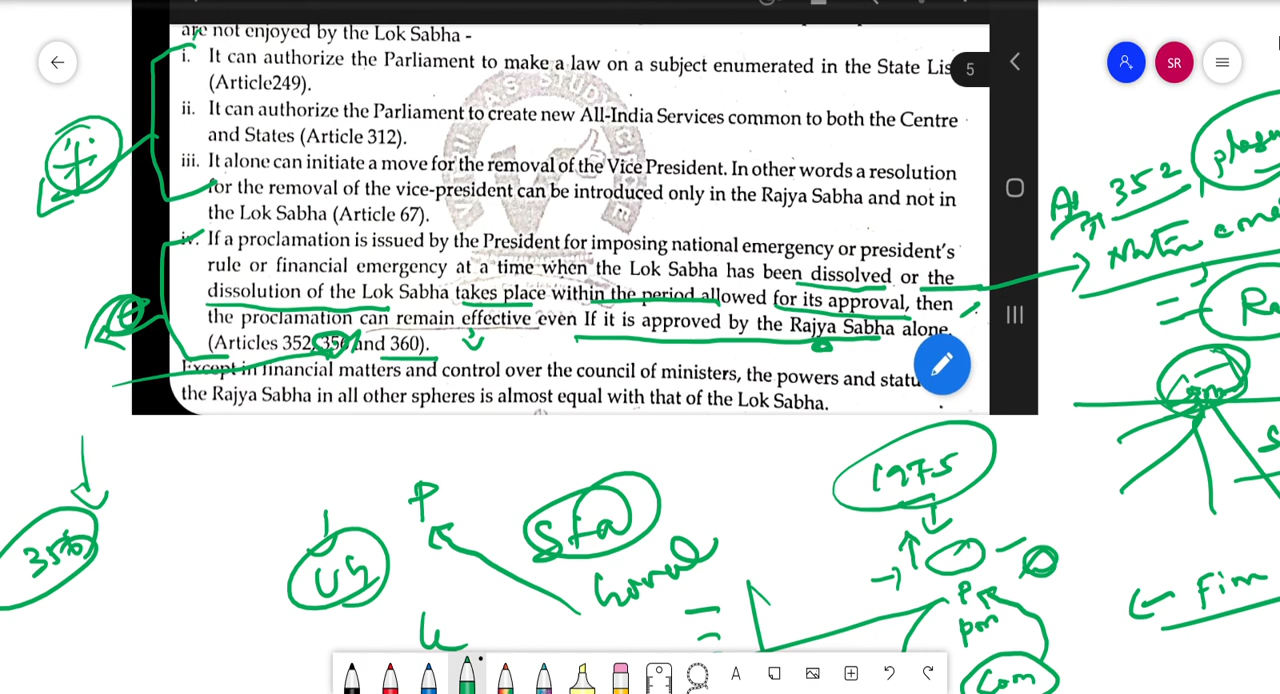 are not enjoyed by the Lok Sabha -
i. It can authorize the Parliament to make a law on a subject enumerated in the State Lis
(Article249).
ii. It can authorize the Parliament to create new All-India Services common to both the Centre
and States (Article 312).
iii. It alone can initiate a move for the removal of the Vice President. In other words a resolution
for the removal of the vice-president can be introduced only in the Rajya Sabha and not in
the Lok Sabha (Article 67).
iv. If a proclamation is issued by the President for imposing national emergency or president's
rule or financial emergency at a time when the Lok Sabha has been dissolved or the
dissolution of the Lok Sabha takes place within the period allowed for its approval, then
the proclamation can remain effective even If it is approved by the Rajya Sabha alone
(Articles 352, 356 and 360).
Except in financial matters and control over the council of ministers, the powers and statu
the Rajya Sabha in all other spheres is almost equal with that of the Lok Sabha.
5
SR
352
1975
356
US
P
Sta
PR
pm
Fin
Com
A